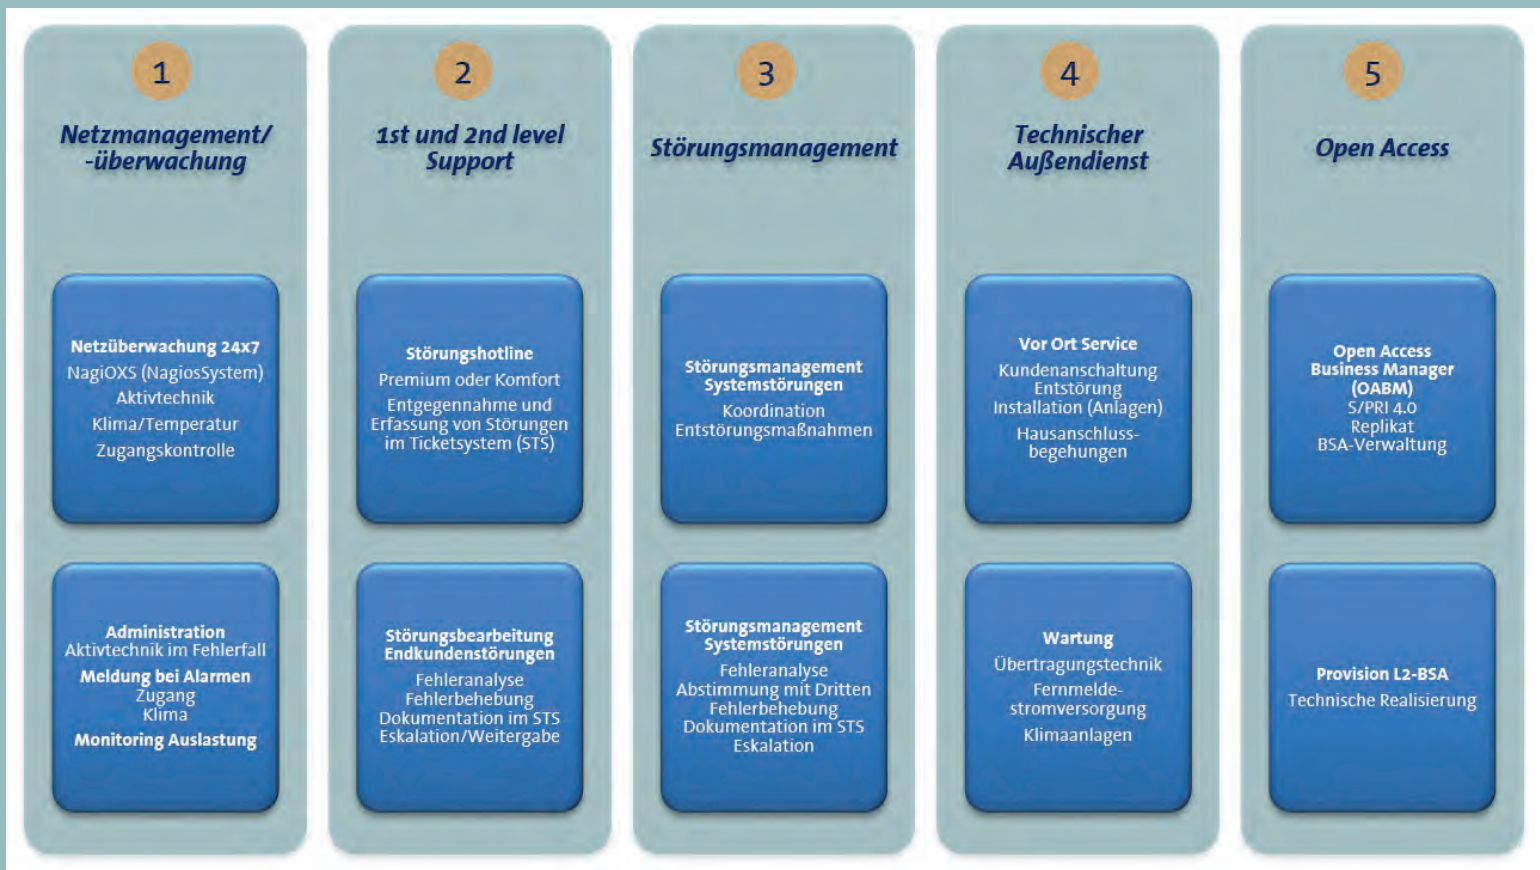 1
Netzmanagement/
-überwachung
Netzüberwachung 24x7
NagiOXS (NagiosSystem)
Aktivtechnik
Klima/Temperatur
Zugangskontrolle
Administration
Aktivtechnik im Fehlerfall
Meldung bei Alarmen
Zugang
Klima
Monitoring Auslastung
2
1st und 2nd level
Support
Störungshotline
Premium oder Komfort
Entgegennahme und
Erfassung von Störungen
im Ticketsystem (STS)
Störungsbearbeitung
Endkundenstörungen
Fehleranalyse
Fehlerbehebung
Dokumentation im STS
Eskalation/Weitergabe
3
Störungsmanagement
Störungsmanagement
Systemstörungen
Koordination
Entstörungsmaßnahmen
Störungsmanagement
Systemstörungen
Fehleranalyse
Abstimmung mit Dritten
Fehlerbehebung
Dokumentation im STS
Eskalation
4
Technischer
Außendienst
Vor Ort Service
Kundenanschaltung
Entstörung
Installation (Anlagen)
Hausanschluss-
begehungen
Wartung
Übertragungstechnik
Fernmelde-
stromversorgung
Klimaanlagen
5
Open Access
Open Access
Business Manager
(OABM)
S/PRI 4.0
Replikat
BSA-Verwaltung
Provision L2-BSA
Technische Realisierung